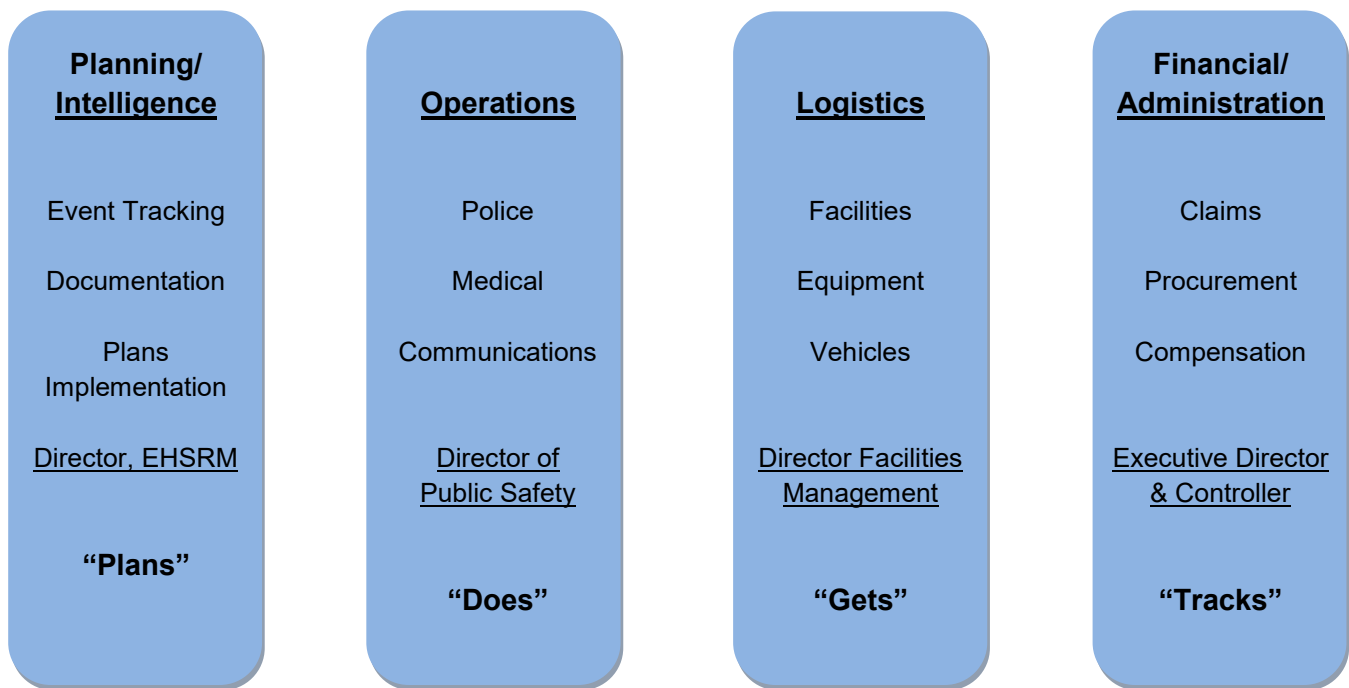 Planning/
Intelligence
Event Tracking
Documentation
Plans
Implementation
Director, EHSRM
“Plans”
Operations
Police
Medical
Communications
Director of
Public Safety
“Does”
Logistics
Facilities
Equipment
Vehicles
Director Facilities
Management
“Gets”
Financial/
Administration
Claims
Procurement
Compensation
Executive Director
& Controller
“Tracks”